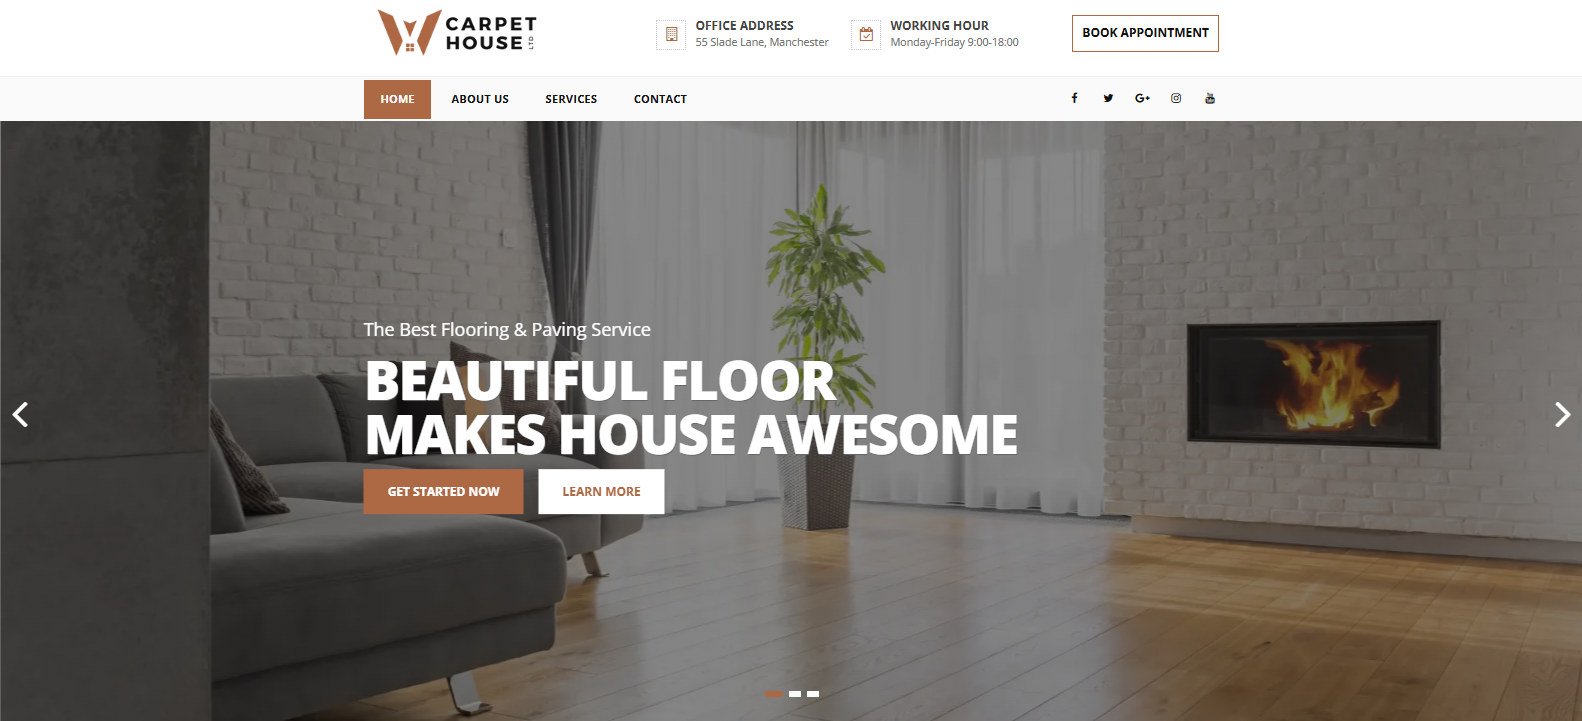 CARPET
HOUSE LTD
OFFICE ADDRESS
55 Slade Lane, Manchester
WORKING HOUR
Monday-Friday 9:00-18:00
BOOK APPOINTMENT
HOME
ABOUT US
SERVICES
CONTACT
The Best Flooring & Paving Service
BEAUTIFUL FLOOR
MAKES HOUSE AWESOME
GET STARTED NOW
LEARN MORE